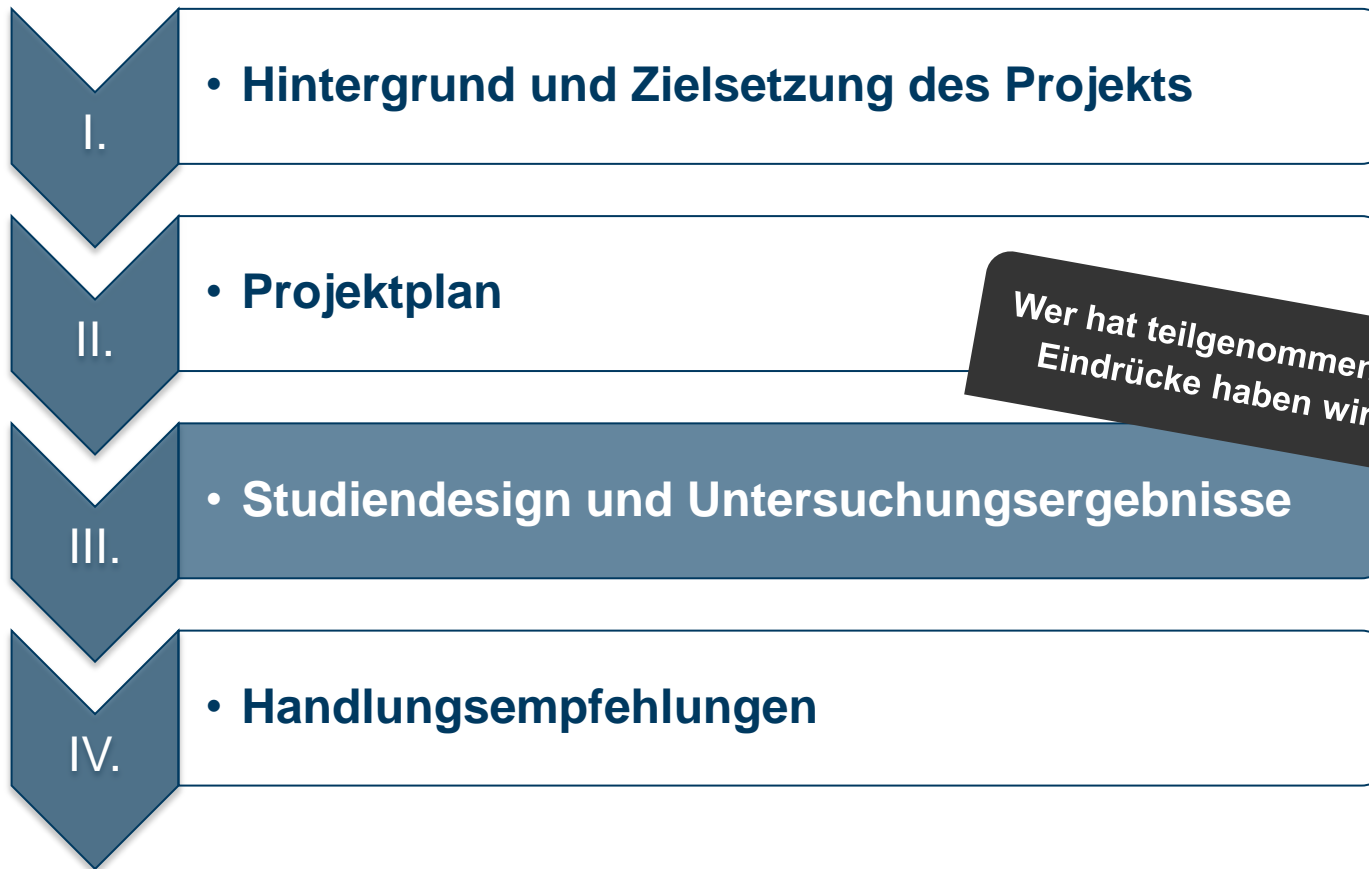 I.
• Hintergrund und Zielsetzung des Projekts
II.
• Projektplan
Wer hat teilgenommen
Eindrücke haben wir
III.
• Studiendesign und Untersuchungsergebnisse
IV.
• Handlungsempfehlungen